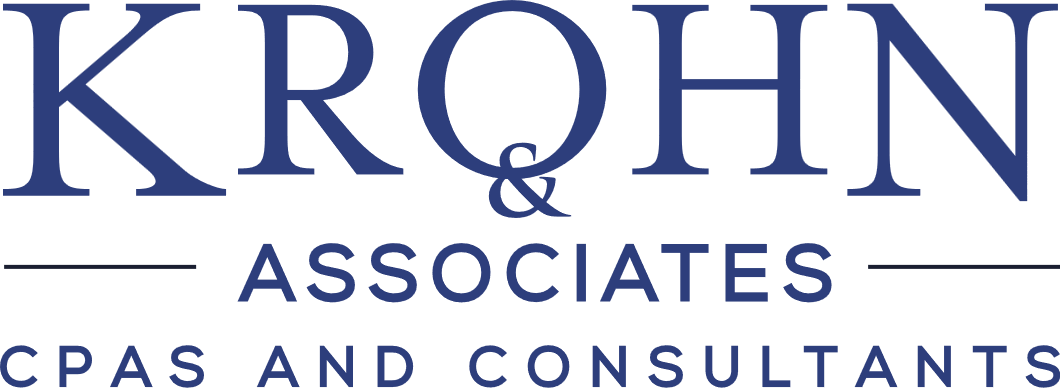 KROHN
&
ASSOCIATES
CPAS AND CONSULTANTS